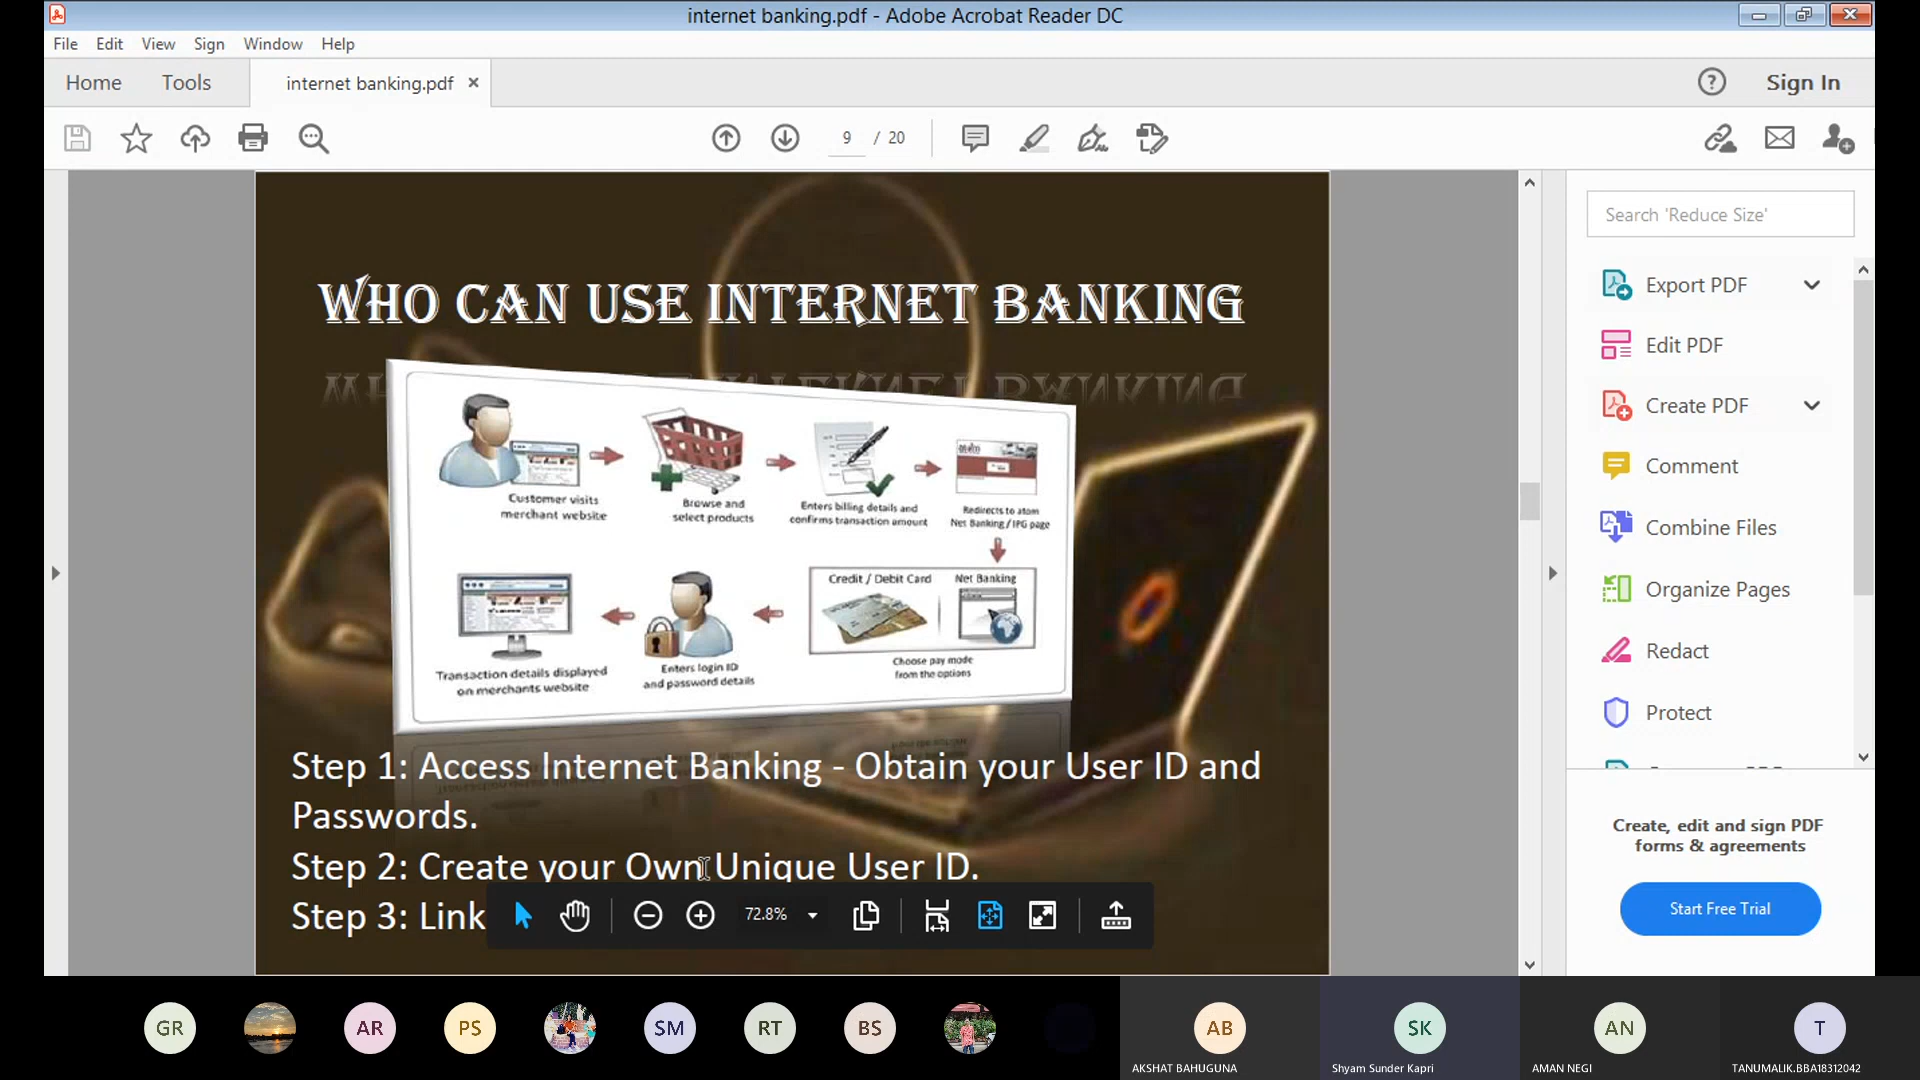 internet banking.pdf - Adobe Acrobat Reader DC
File Edit View Sign Window Help
Home Tools internet banking.pdf × Sign In
9 / 20
Search 'Reduce Size'
Export PDF
Edit PDF
Create PDF
Comment
Combine Files
Organize Pages
Redact
Protect
Create, edit and sign PDF
forms & agreements
Start Free Trial
WHO CAN USE INTERNET BANKING
Customer visits
merchant website
Browse and
select products
Enters billing details and
confirms transaction amount
Redirects to atom
Net Banking / IPG page
Credit / Debit Card Net Banking
Choose pay mode
from the options
Enters login ID
and password details
Transaction details displayed
on merchants website
Step 1: Access Internet Banking - Obtain your User ID and
Passwords.
Step 2: Create your Own Unique User ID.
Step 3: Link
72.8%
GR AR PS SM RT BS AB SK AN T
AKSHAT BAHUGUNA Shyam Sunder Kapri AMAN NEGI TANUMALIK.BBA18312042